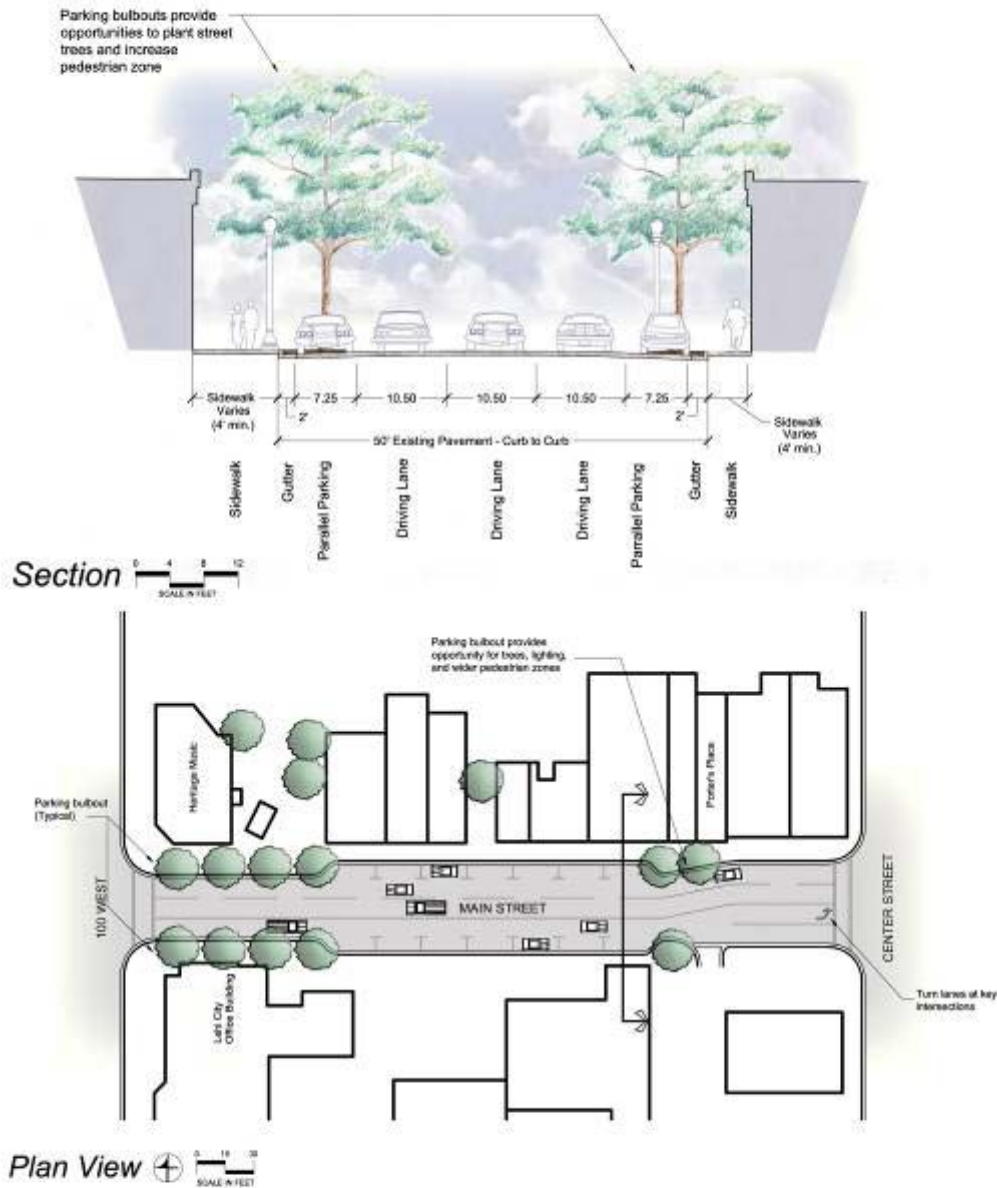 Parking bulbouts provide
opportunities to plant street
trees and increase
pedestrian zone
Sidewalk
Varies
(4' min.)
2'
7.25
10.50
10.50
10.50
7.25
2'
Sidewalk
Varies
(4' min.)
50' Existing Pavement - Curb to Curb
Sidewalk
Gutter
Parallel Parking
Driving Lane
Driving Lane
Driving Lane
Parrallel Parking
Gutter
Sidewalk
Section
0 4 8 12
SCALE IN FEET
Parking bulbout provides
opportunity for trees, lighting,
and wider pedestrian zones
Heritage Music
Porter's Place
Parking bulbout
(Typical)
100 WEST
MAIN STREET
CENTER STREET
Lehi City
Office Building
Turn lanes at key
intersections
Plan View
SCALE IN FEET